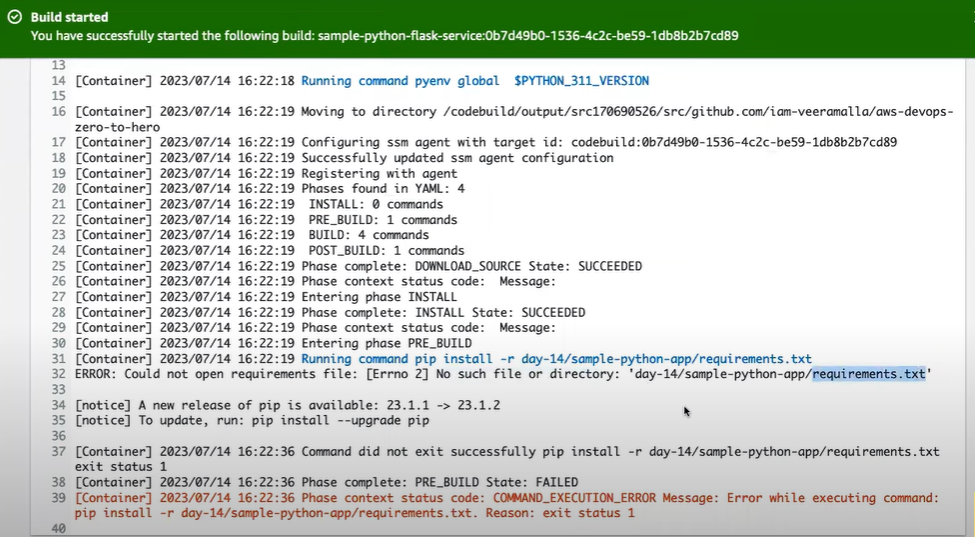 Build started
You have successfully started the following build: sample-python-flask-service:0b7d49b0-1536-4c2c-be59-1db8b2b7cd89
13
14 [Container] 2023/07/14 16:22:18 Running command pyenv global $PYTHON_311_VERSION
15
16 [Container] 2023/07/14 16:22:19 Moving to directory /codebuild/output/src170690526/src/github.com/iam-veeramalla/aws-devops-
zero-to-hero
17 [Container] 2023/07/14 16:22:19 Configuring ssm agent with target id: codebuild:0b7d49b0-1536-4c2c-be59-1db8b2b7cd89
18 [Container] 2023/07/14 16:22:19 Successfully updated ssm agent configuration
19 [Container] 2023/07/14 16:22:19 Registering with agent
20 [Container] 2023/07/14 16:22:19 Phases found in YAML: 4
21 [Container] 2023/07/14 16:22:19 INSTALL: 0 commands
22 [Container] 2023/07/14 16:22:19 PRE_BUILD: 1 commands
23 [Container] 2023/07/14 16:22:19 BUILD: 4 commands
24 [Container] 2023/07/14 16:22:19 POST_BUILD: 1 commands
25 [Container] 2023/07/14 16:22:19 Phase complete: DOWNLOAD_SOURCE State: SUCCEEDED
26 [Container] 2023/07/14 16:22:19 Phase context status code: Message:
27 [Container] 2023/07/14 16:22:19 Entering phase INSTALL
28 [Container] 2023/07/14 16:22:19 Phase complete: INSTALL State: SUCCEEDED
29 [Container] 2023/07/14 16:22:19 Phase context status code: Message:
30 [Container] 2023/07/14 16:22:19 Entering phase PRE_BUILD
31 [Container] 2023/07/14 16:22:19 Running command pip install -r day-14/sample-python-app/requirements.txt
32 ERROR: Could not open requirements file: [Errno 2] No such file or directory: 'day-14/sample-python-app/requirements.txt'
33
34 [notice] A new release of pip is available: 23.1.1 -> 23.1.2
35 [notice] To update, run: pip install --upgrade pip
36
37 [Container] 2023/07/14 16:22:36 Command did not exit successfully pip install -r day-14/sample-python-app/requirements.txt
exit status 1
38 [Container] 2023/07/14 16:22:36 Phase complete: PRE_BUILD State: FAILED
39 [Container] 2023/07/14 16:22:36 Phase context status code: COMMAND_EXECUTION_ERROR Message: Error while executing command:
pip install -r day-14/sample-python-app/requirements.txt. Reason: exit status 1
40